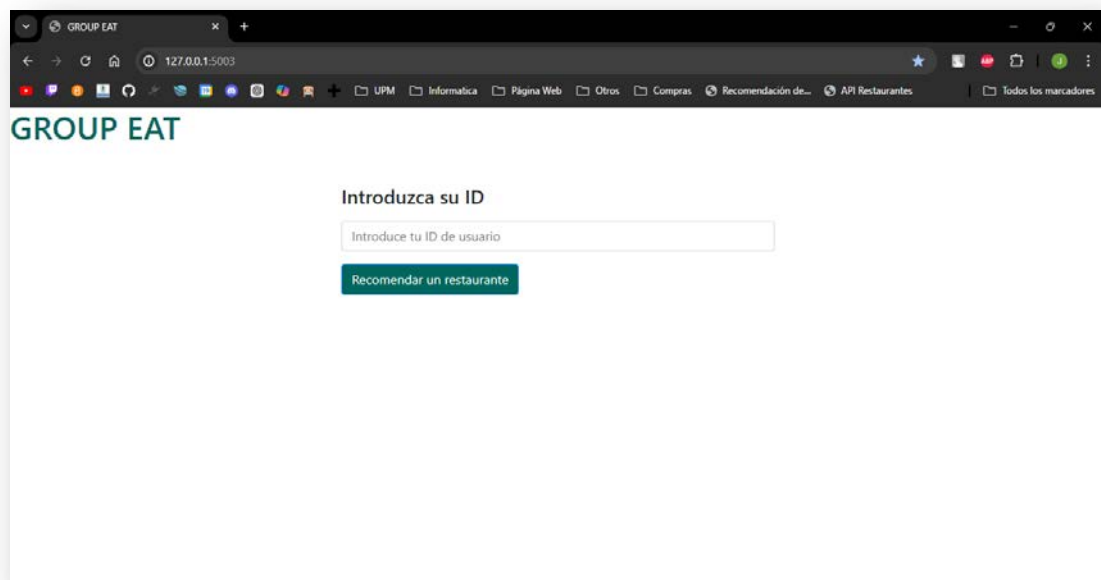 GROUP EAT
127.0.0.1:5003
UPM Informatica Página Web Otros Compras Recomendación de... API Restaurantes Todos los marcadores
GROUP EAT
Introduzca su ID
Introduce tu ID de usuario
Recomendar un restaurante